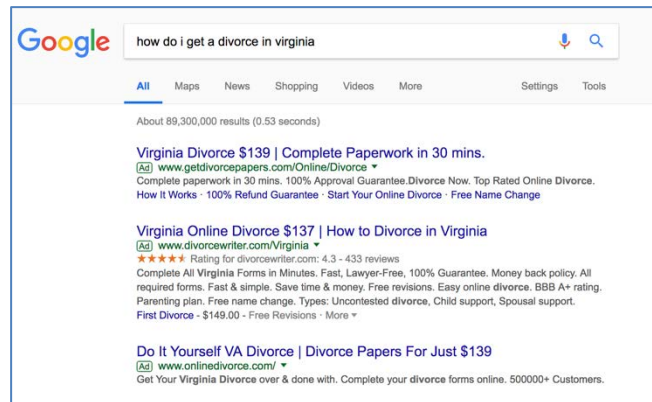 Google
how do i get a divorce in virginia
All Maps News Shopping Videos More Settings Tools
About 89,300,000 results (0.53 seconds)
Virginia Divorce $139 | Complete Paperwork in 30 mins.
Ad www.getdivorcepapers.com/Online/Divorce
Complete paperwork in 30 mins. 100% Approval Guarantee.Divorce Now. Top Rated Online Divorce.
How It Works · 100% Refund Guarantee · Start Your Online Divorce · Free Name Change
Virginia Online Divorce $137 | How to Divorce in Virginia
Ad www.divorcewriter.com/Virginia
Rating for divorcewriter.com: 4.3 - 433 reviews
Complete All Virginia Forms in Minutes. Fast, Lawyer-Free, 100% Guarantee. Money back policy. All
required forms. Fast & simple. Save time & money. Free revisions. Easy online divorce. BBB A+ rating.
Parenting plan. Free name change. Types: Uncontested divorce, Child support, Spousal support.
First Divorce - $149.00 - Free Revisions · More
Do It Yourself VA Divorce | Divorce Papers For Just $139
Ad www.onlinedivorce.com/
Get Your Virginia Divorce over & done with. Complete your divorce forms online. 500000+ Customers.